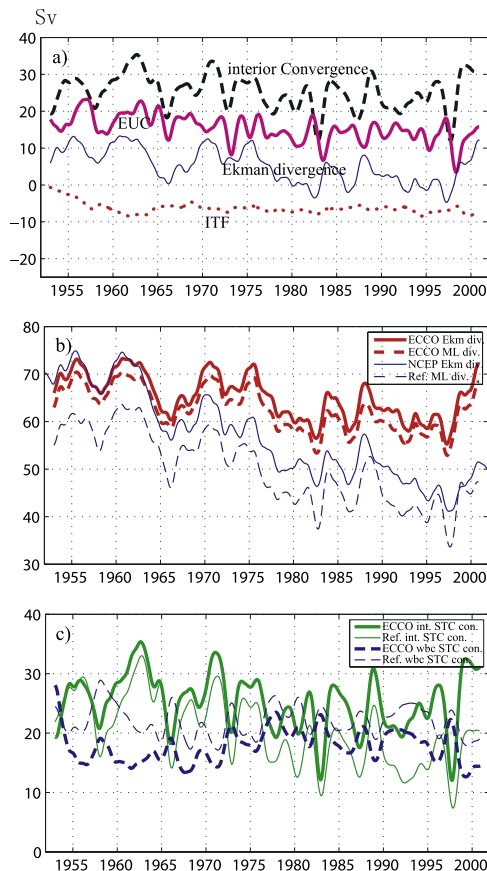 Sv
40
a)
30
interior Convergence
20
EUC
10
Ekman divergence
0
ITF
−10
−20
1955 1960 1965 1970 1975 1980 1985 1990 1995 2000
80
b)
ECCO Ekm div.
ECCO ML div.
NCEP Ekm div.
Ref. ML div.
70
60
50
40
30
1955 1960 1965 1970 1975 1980 1985 1990 1995 2000
40
c)
ECCO int. STC con.
Ref. int. STC con.
ECCO wbc STC con.
Ref. wbc STC con.
30
20
10
0
1955 1960 1965 1970 1975 1980 1985 1990 1995 2000